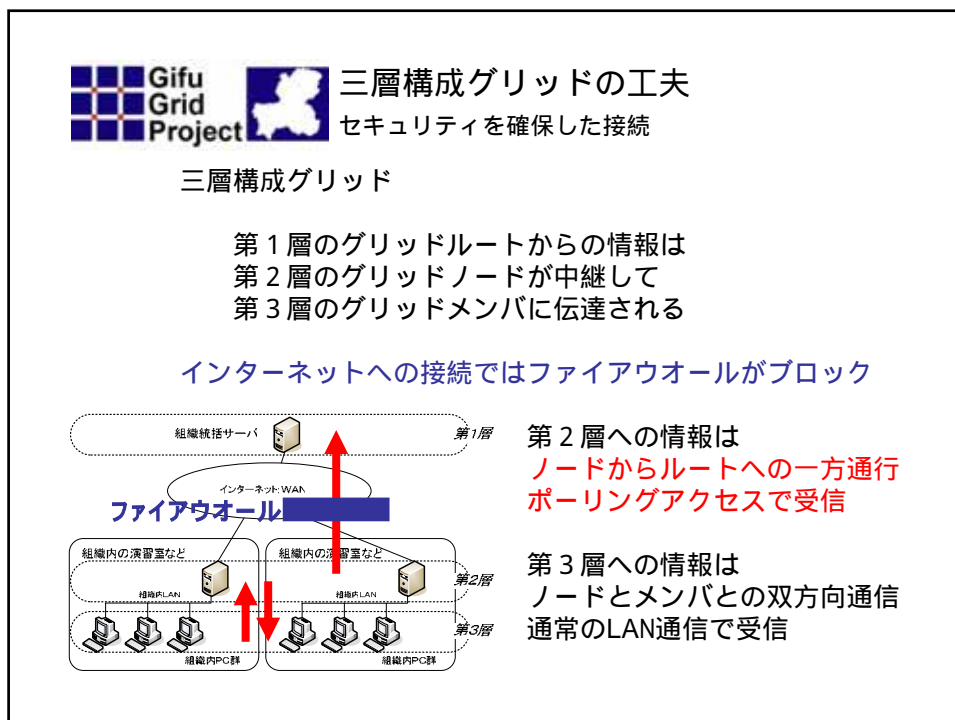 Gifu
Grid
Project
三層構成グリッドの工夫
セキュリティを確保した接続
三層構成グリッド
第1層のグリッドルートからの情報は
第2層のグリッドノードが中継して
第3層のグリッドメンバに伝達される
インターネットへの接続ではファイアウオールがブロック
組織統括サーバ
第1層
インターネット:WAN
ファイアウオール
組織内の演習室など
組織内の演習室など
組織内LAN
組織内LAN
第2層
第3層
組織内PC群
組織内PC群
第2層への情報は
ノードからルートへの一方通行
ポーリングアクセスで受信
第3層への情報は
ノードとメンバとの双方向通信
通常のLAN通信で受信